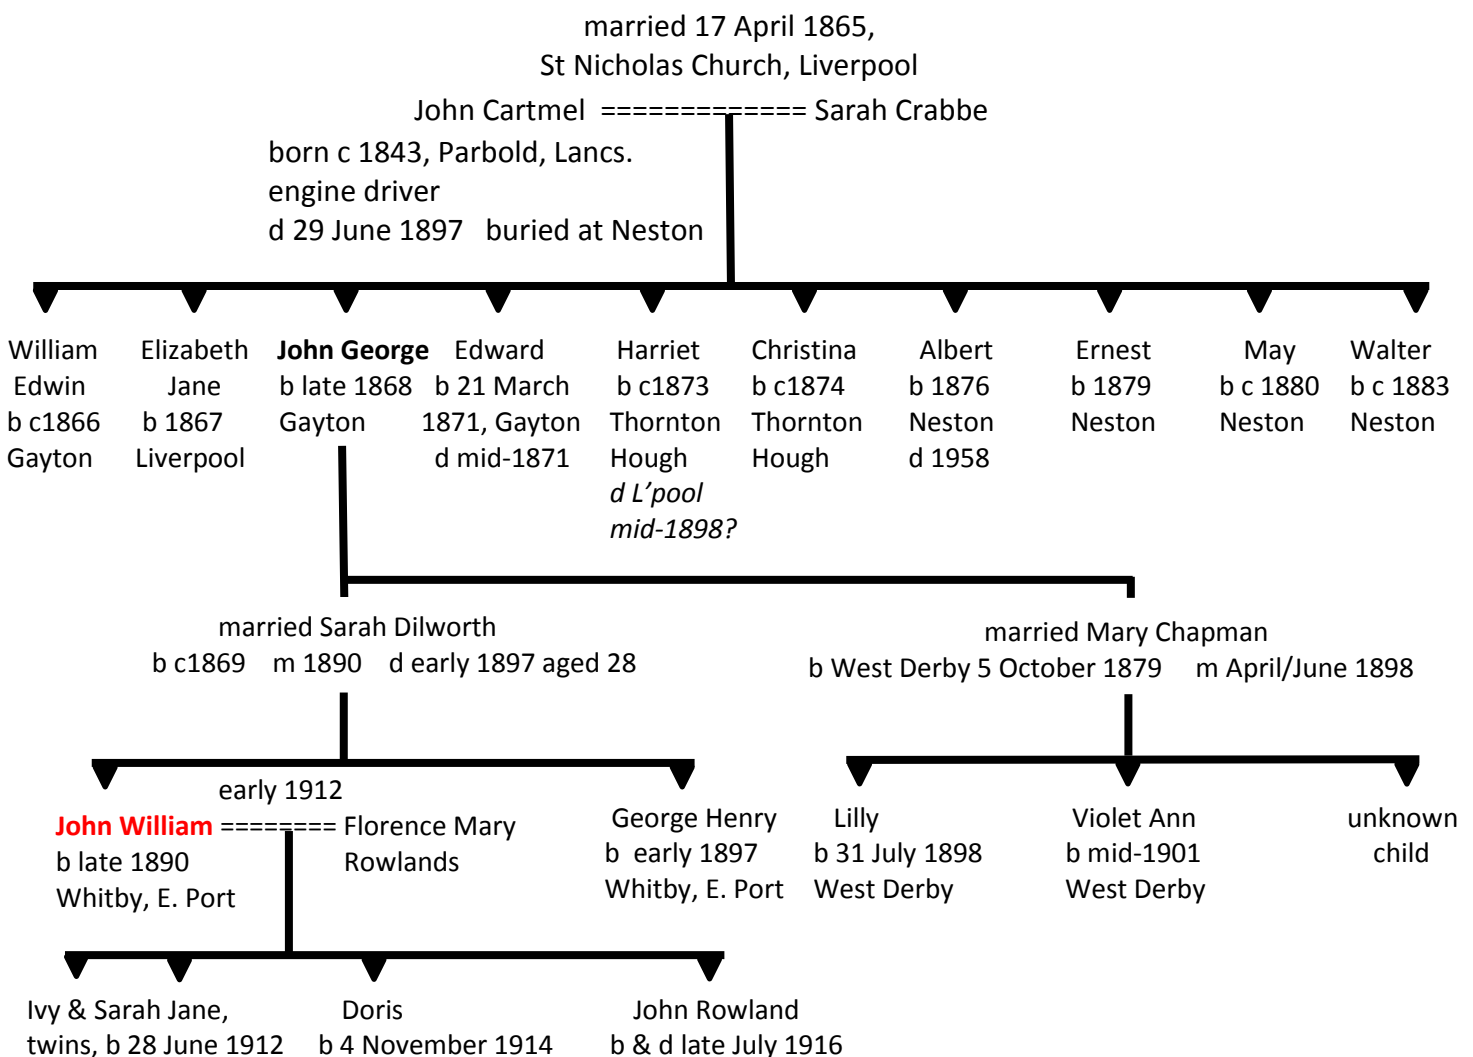 married 17 April 1865,
St Nicholas Church, Liverpool
John Cartmel ============= Sarah Crabbe
born c 1843, Parbold, Lancs.
engine driver
d 29 June 1897 buried at Neston
William
Edwin
b c1866
Gayton
Elizabeth
Jane
b 1867
Liverpool
John George
b late 1868
Gayton
Edward
b 21 March
1871, Gayton
d mid-1871
Harriet
b c1873
Thornton
Hough
d L’pool
mid-1898?
Christina
b c1874
Thornton
Hough
Albert
b 1876
Neston
d 1958
Ernest
b 1879
Neston
May
b c 1880
Neston
Walter
b c 1883
Neston
married Sarah Dilworth
b c1869 m 1890 d early 1897 aged 28
married Mary Chapman
b West Derby 5 October 1879 m April/June 1898
early 1912
John William ======== Florence Mary
Rowlands
b late 1890
Whitby, E. Port
George Henry
b early 1897
Whitby, E. Port
Lilly
b 31 July 1898
West Derby
Violet Ann
b mid-1901
West Derby
unknown
child
Ivy & Sarah Jane,
twins, b 28 June 1912
Doris
b 4 November 1914
John Rowland
b & d late July 1916